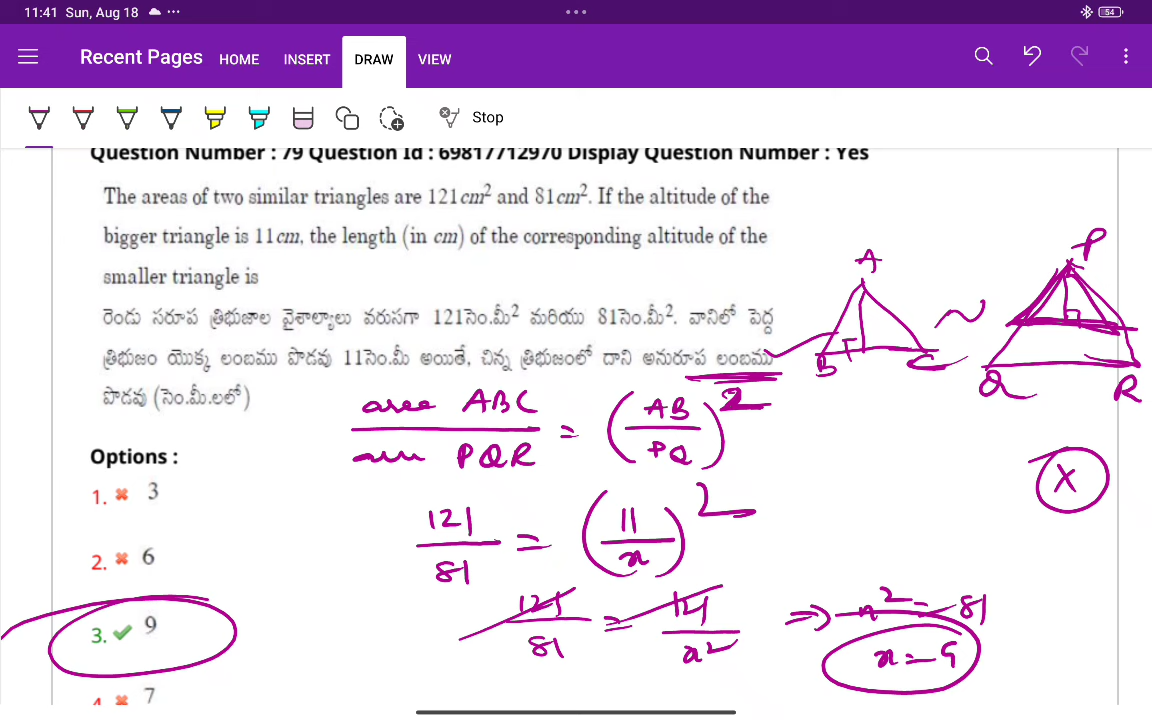 11:41 Sun, Aug 18
54
Recent Pages HOME INSERT DRAW VIEW
Stop
Question Number : 79 Question Id : 69817712970 Display Question Number : Yes
The areas of two similar triangles are 121cm² and 81cm². If the altitude of the
bigger triangle is 11cm, the length (in cm) of the corresponding altitude of the
smaller triangle is
రెండు సరూప త్రిభుజాల వైశాల్యాలు వరుసగా 121సెం.మీ² మరియు 81సెం.మీ². వానిలో పెద్ద
త్రిభుజం యొక్క లంబము పొడవు 11సెం.మీ అయితే, చిన్న త్రిభుజంలో దాని అనురూప లంబము
పొడవు (సెం.మీ.లలో)
A
B C
~
P
Q R
area ABC / area PQR = (AB / PQ)²
Options :
1. 3
X
121 / 81 = (11 / x)²
2. 6
121 / 81 = 121 / x² ⇒ x² = 81
3. 9
x = 9
4. 7